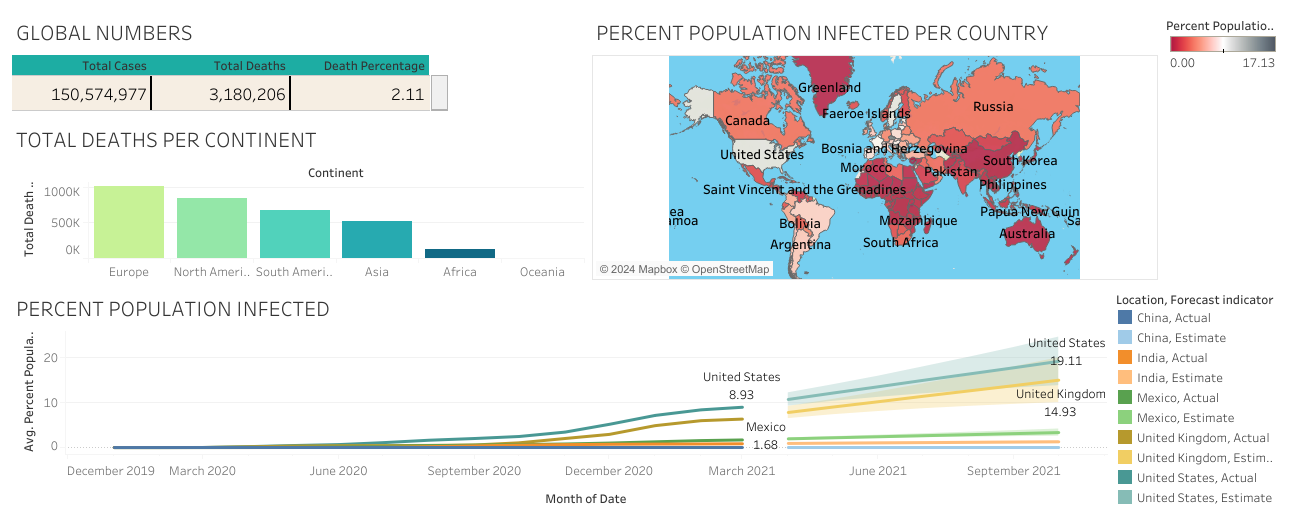 GLOBAL NUMBERS
Total Cases Total Deaths Death Percentage
150,574,977 3,180,206 2.11
TOTAL DEATHS PER CONTINENT
Continent
Total Death..
1000K
500K
0K
Europe North Ameri.. South Ameri.. Asia Africa Oceania
PERCENT POPULATION INFECTED PER COUNTRY
Greenland
Faeroe Islands
Russia
Canada
United States
Bosnia and Herzegovina
South Korea
Morocco
Pakistan
Saint Vincent and the Grenadines
Philippines
ea
amoa
Papua New Guin
Sa
Bolivia
Mozambique
Argentina
South Africa
Australia
© 2024 Mapbox © OpenStreetMap
Percent Populatio..
0.00 17.13
PERCENT POPULATION INFECTED
Avg. Percent Popula..
20
10
0
United States
8.93
Mexico
1.68
United States
19.11
United Kingdom
14.93
December 2019 March 2020 June 2020 September 2020 December 2020 March 2021 June 2021 September 2021
Month of Date
Location, Forecast indicator
China, Actual
China, Estimate
India, Actual
India, Estimate
Mexico, Actual
Mexico, Estimate
United Kingdom, Actual
United Kingdom, Estim..
United States, Actual
United States, Estimate